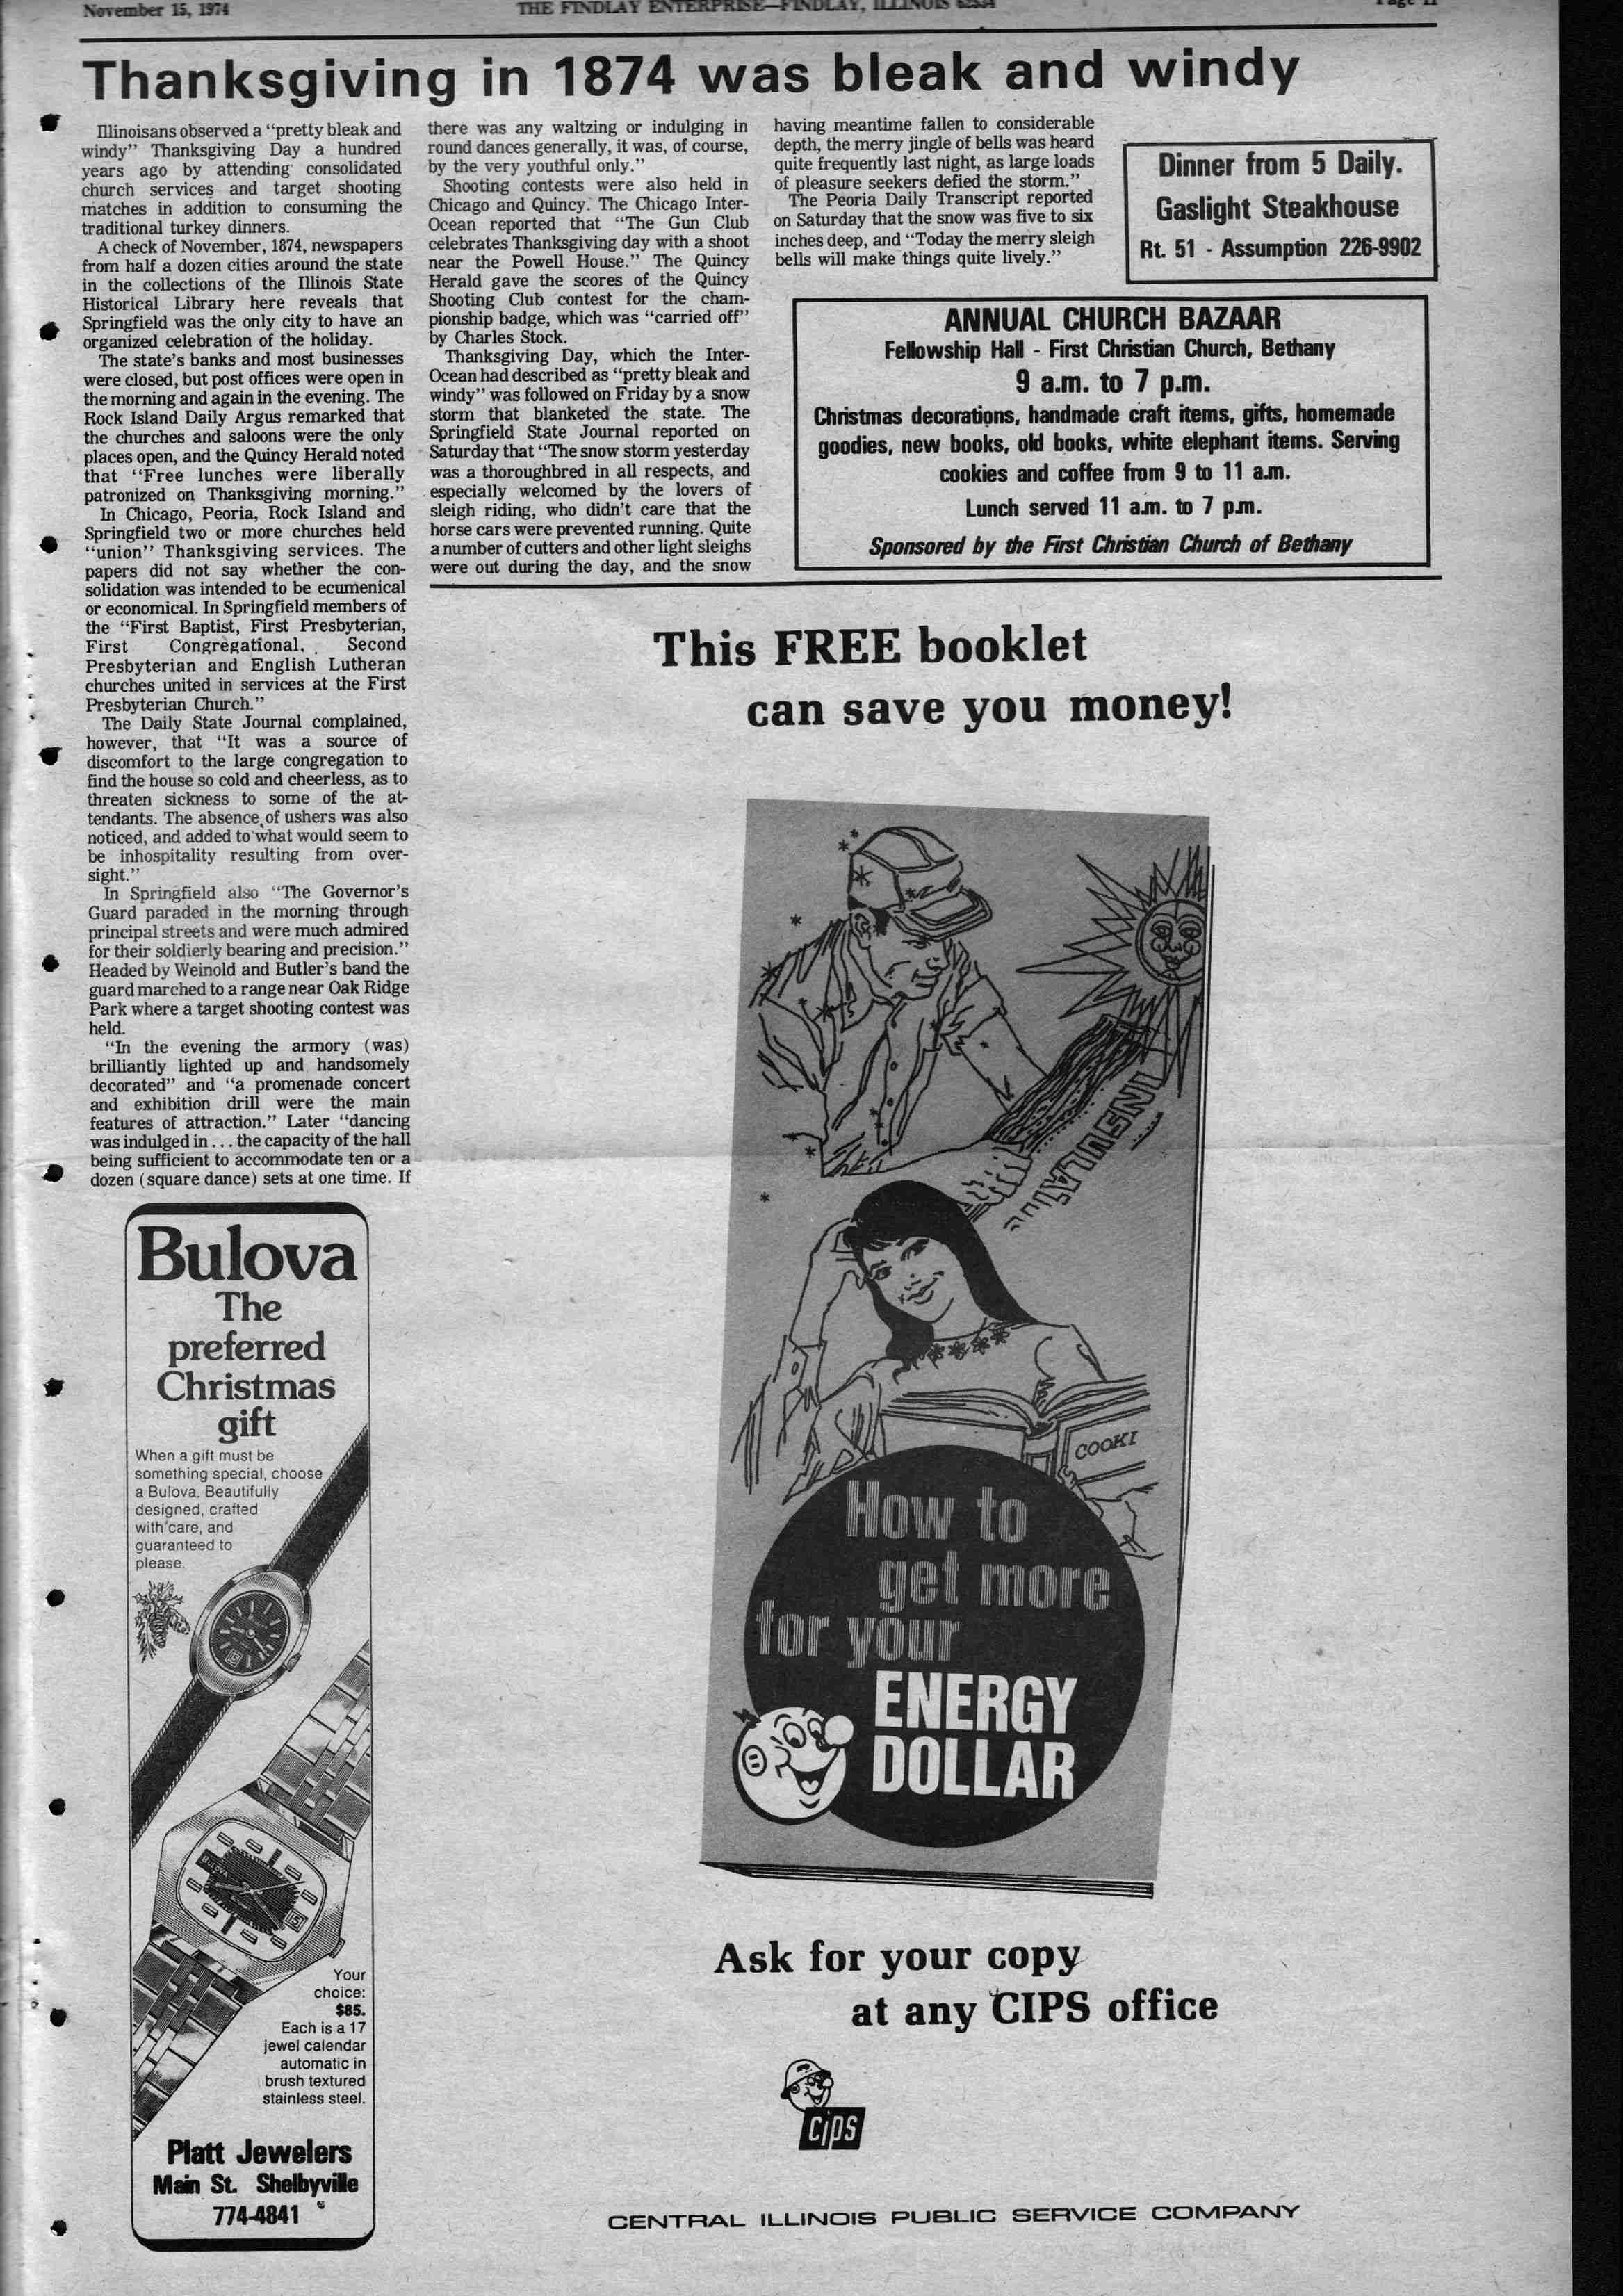 November 15, 1974
THE FINDLAY ENTERPRISE—FINDLAY, ILLINOIS 62534
Page 11
Thanksgiving in 1874 was bleak and windy
Illinoisans observed a “pretty bleak and
windy” Thanksgiving Day a hundred
years ago by attending consolidated
church services and target shooting
matches in addition to consuming the
traditional turkey dinners.
A check of November, 1874, newspapers
from half a dozen cities around the state
in the collections of the Illinois State
Historical Library here reveals that
Springfield was the only city to have an
organized celebration of the holiday.
The state’s banks and most businesses
were closed, but post offices were open in
the morning and again in the evening. The
Rock Island Daily Argus remarked that
the churches and saloons were the only
places open, and the Quincy Herald noted
that “Free lunches were liberally
patronized on Thanksgiving morning.”
In Chicago, Peoria, Rock Island and
Springfield two or more churches held
“union” Thanksgiving services. The
papers did not say whether the con-
solidation was intended to be ecumenical
or economical. In Springfield members of
the “First Baptist, First Presbyterian,
First Congregational, Second
Presbyterian and English Lutheran
churches united in services at the First
Presbyterian Church.”
The Daily State Journal complained,
however, that “It was a source of
discomfort to the large congregation to
find the house so cold and cheerless, as to
threaten sickness to some of the at-
tendants. The absence of ushers was also
noticed, and added to what would seem to
be inhospitality resulting from over-
sight.”
In Springfield also “The Governor’s
Guard paraded in the morning through
principal streets and were much admired
for their soldierly bearing and precision.”
Headed by Weinold and Butler’s band the
guard marched to a range near Oak Ridge
Park where a target shooting contest was
held.
“In the evening the armory (was)
brilliantly lighted up and handsomely
decorated” and “a promenade concert
and exhibition drill were the main
features of attraction.” Later “dancing
was indulged in . . . the capacity of the hall
being sufficient to accommodate ten or a
dozen (square dance) sets at one time. If
there was any waltzing or indulging in
round dances generally, it was, of course,
by the very youthful only.”
Shooting contests were also held in
Chicago and Quincy. The Chicago Inter-
Ocean reported that “The Gun Club
celebrates Thanksgiving day with a shoot
near the Powell House.” The Quincy
Herald gave the scores of the Quincy
Shooting Club contest for the cham-
pionship badge, which was “carried off”
by Charles Stock.
Thanksgiving Day, which the Inter-
Ocean had described as “pretty bleak and
windy” was followed on Friday by a snow
storm that blanketed the state. The
Springfield State Journal reported on
Saturday that “The snow storm yesterday
was a thoroughbred in all respects, and
especially welcomed by the lovers of
sleigh riding, who didn’t care that the
horse cars were prevented running. Quite
a number of cutters and other light sleighs
were out during the day, and the snow
having meantime fallen to considerable
depth, the merry jingle of bells was heard
quite frequently last night, as large loads
of pleasure seekers defied the storm.”
The Peoria Daily Transcript reported
on Saturday that the snow was five to six
inches deep, and “Today the merry sleigh
bells will make things quite lively.”
Dinner from 5 Daily.
Gaslight Steakhouse
Rt. 51 - Assumption 226-9902
ANNUAL CHURCH BAZAAR
Fellowship Hall - First Christian Church, Bethany
9 a.m. to 7 p.m.
Christmas decorations, handmade craft items, gifts, homemade
goodies, new books, old books, white elephant items. Serving
cookies and coffee from 9 to 11 a.m.
Lunch served 11 a.m. to 7 p.m.
Sponsored by the First Christian Church of Bethany
This FREE booklet
can save you money!
COOKI
How to
get more
for your
ENERGY
DOLLAR
Ask for your copy
at any CIPS office
CIPS
CENTRAL ILLINOIS PUBLIC SERVICE COMPANY
Bulova
The
preferred
Christmas
gift
When a gift must be
something special, choose
a Bulova. Beautifully
designed, crafted
with care, and
guaranteed to
please.
BULOVA
Your
choice:
$85.
Each is a 17
jewel calendar
automatic in
brush textured
stainless steel.
Platt Jewelers
Main St. Shelbyville
774-4841